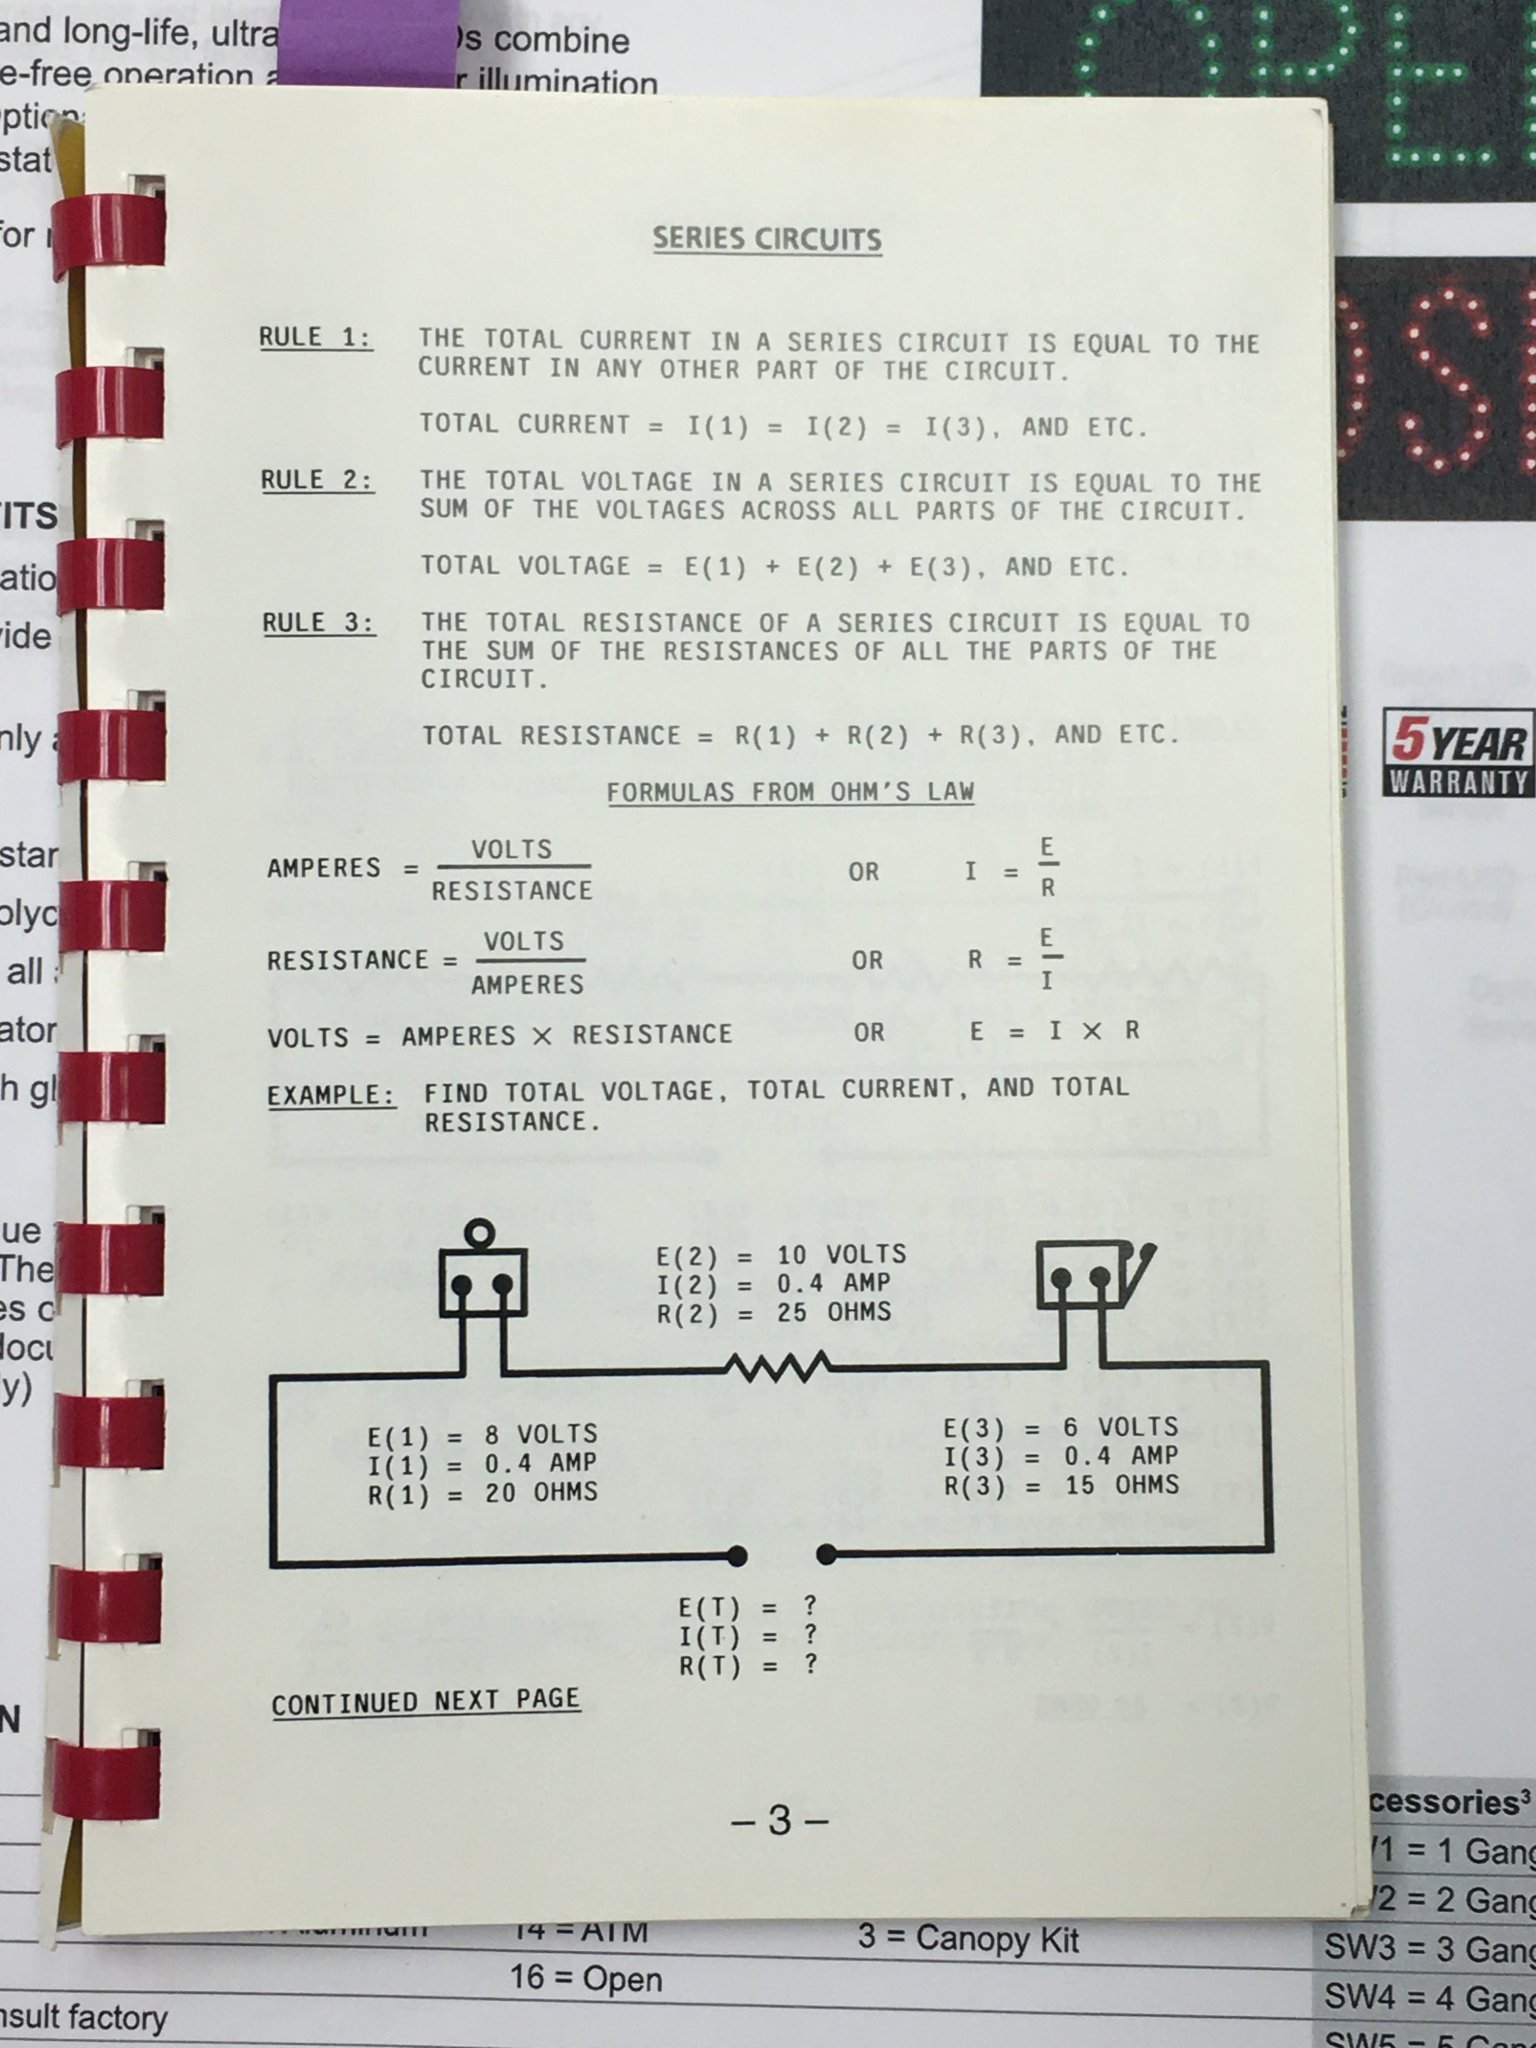 and long-life, ultra
combine
e-free operation
illumination
stat
for
SERIES CIRCUITS
RULE 1: THE TOTAL CURRENT IN A SERIES CIRCUIT IS EQUAL TO THE
CURRENT IN ANY OTHER PART OF THE CIRCUIT.
TOTAL CURRENT = I(1) = I(2) = I(3), AND ETC.
RULE 2: THE TOTAL VOLTAGE IN A SERIES CIRCUIT IS EQUAL TO THE
SUM OF THE VOLTAGES ACROSS ALL PARTS OF THE CIRCUIT.
TOTAL VOLTAGE = E(1) + E(2) + E(3), AND ETC.
RULE 3: THE TOTAL RESISTANCE OF A SERIES CIRCUIT IS EQUAL TO
THE SUM OF THE RESISTANCES OF ALL THE PARTS OF THE
CIRCUIT.
TOTAL RESISTANCE = R(1) + R(2) + R(3), AND ETC.
FORMULAS FROM OHM'S LAW
AMPERES = VOLTS / RESISTANCE OR I = E / R
RESISTANCE = VOLTS / AMPERES OR R = E / I
VOLTS = AMPERES X RESISTANCE OR E = I X R
EXAMPLE: FIND TOTAL VOLTAGE, TOTAL CURRENT, AND TOTAL
RESISTANCE.
E(2) = 10 VOLTS
I(2) = 0.4 AMP
R(2) = 25 OHMS
E(1) = 8 VOLTS
I(1) = 0.4 AMP
R(1) = 20 OHMS
E(3) = 6 VOLTS
I(3) = 0.4 AMP
R(3) = 15 OHMS
E(T) = ?
I(T) = ?
R(T) = ?
CONTINUED NEXT PAGE
– 3 –
5 YEAR
WARRANTY
ITS
all
The
N
cessories³
1 = 1 Gang
2 = 2 Gang
SW3 = 3 Gang
SW4 = 4 Gang
14 = ATM
3 = Canopy Kit
16 = Open
nsult factory